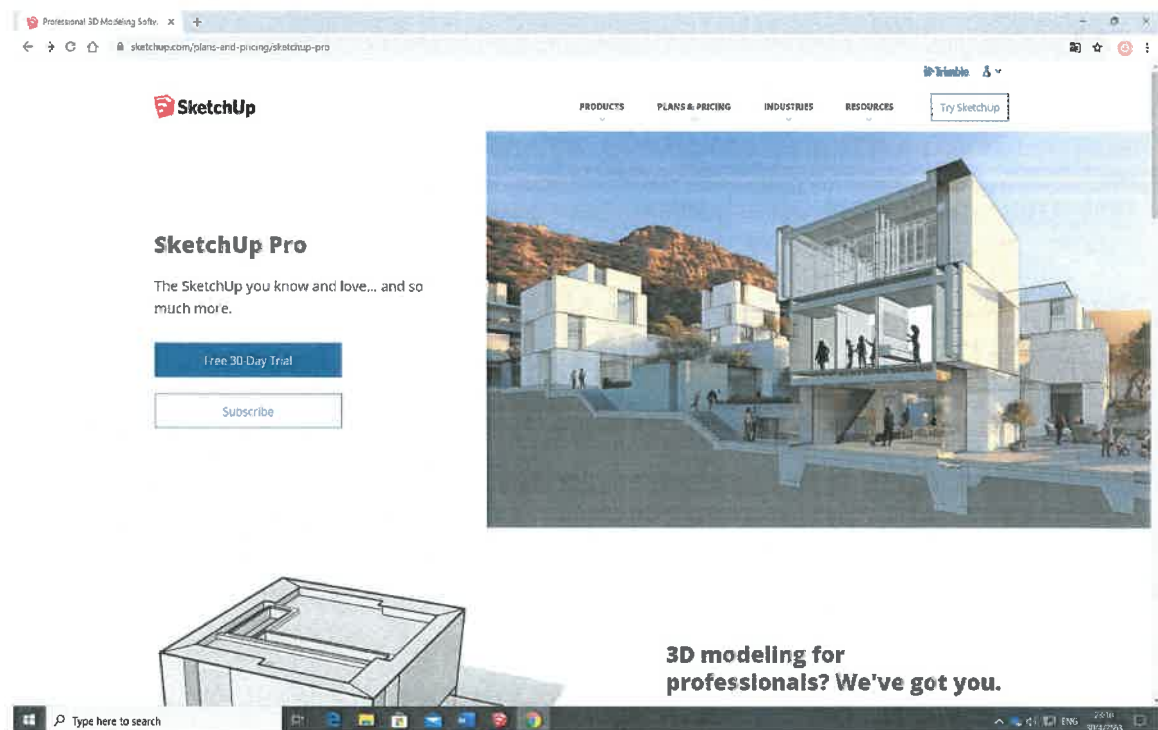 Professional 3D Modeling Softw
sketchup.com/plans-and-pricing/sketchup-pro
Trimble
SketchUp
PRODUCTS
PLANS & PRICING
INDUSTRIES
RESOURCES
Try SketchUp
SketchUp Pro
The SketchUp you know and love... and so
much more.
Free 30-Day Trial
Subscribe
3D modeling for
professionals? We've got you.
Type here to search
ENG
23:16